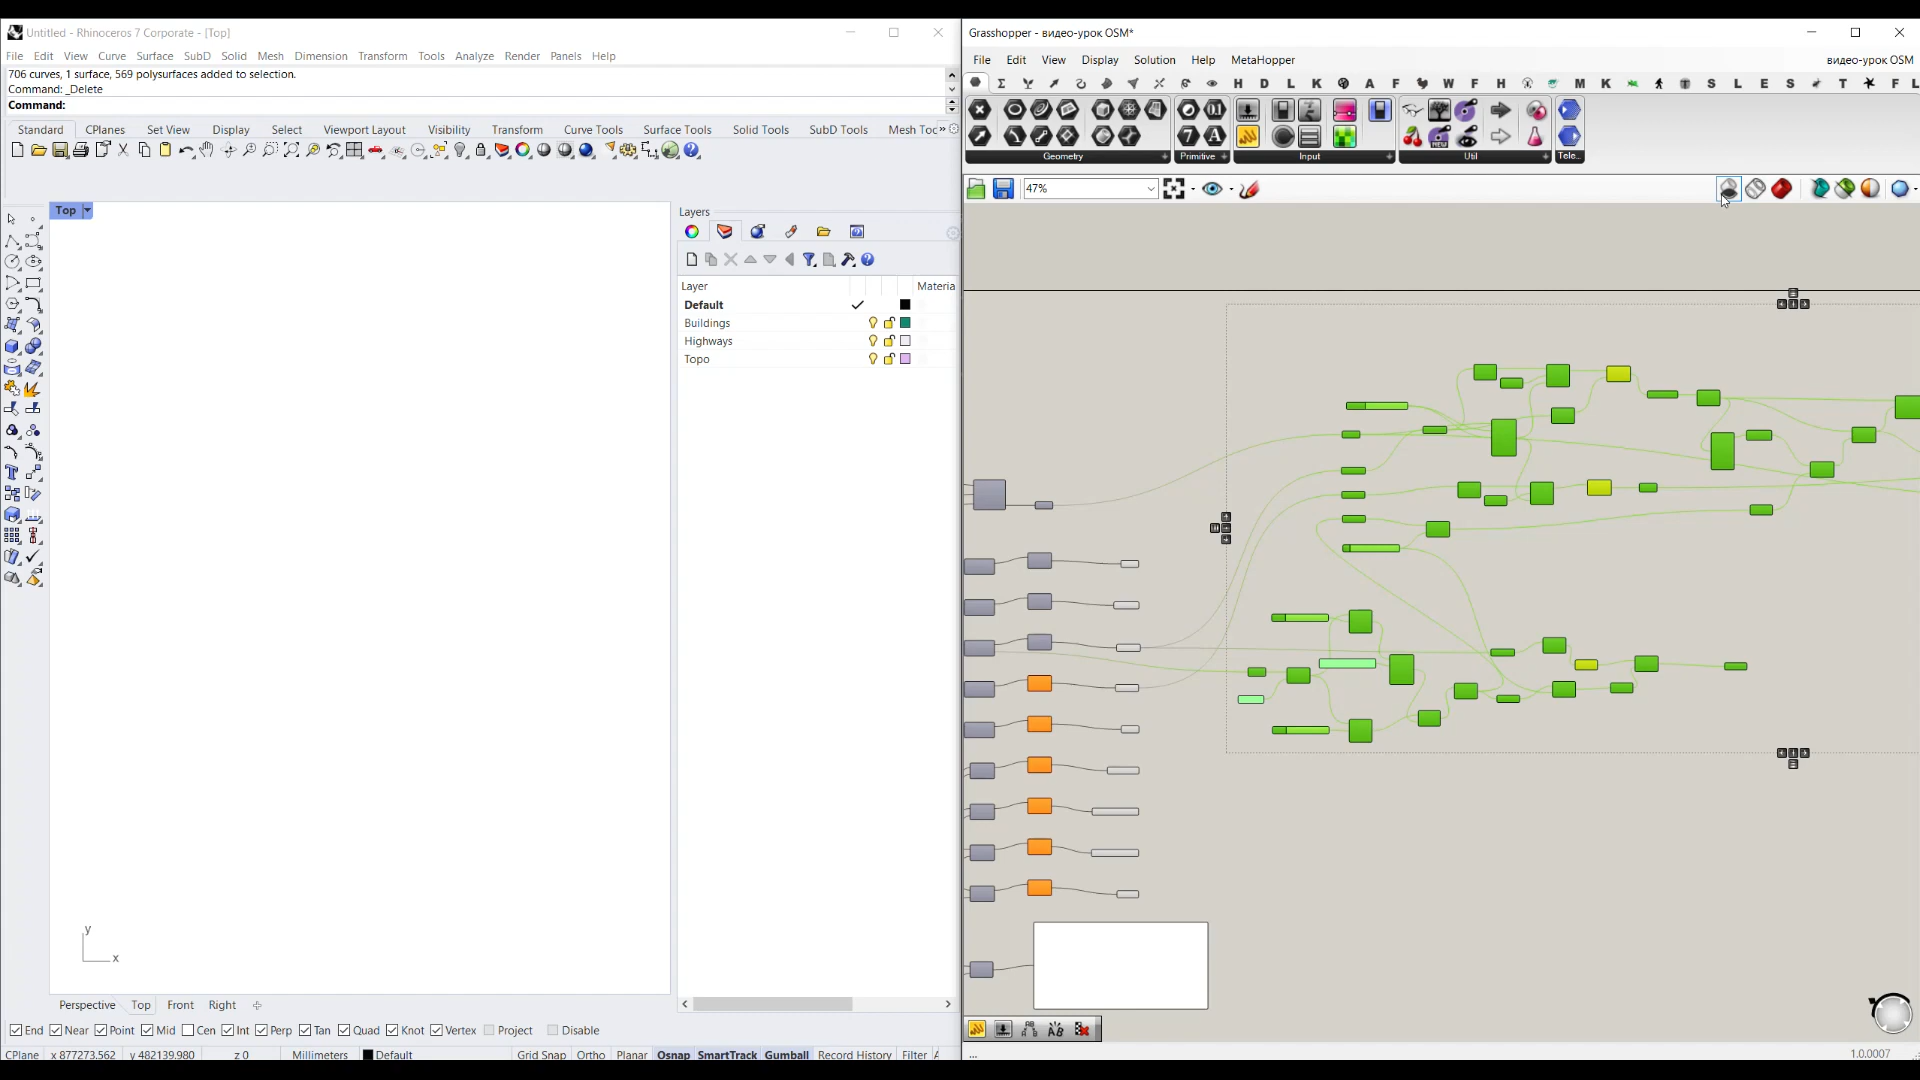 Untitled - Rhinoceros 7 Corporate - [Top]
File Edit View Curve Surface SubD Solid Mesh Dimension Transform Tools Analyze Render Panels Help
706 curves, 1 surface, 569 polysurfaces added to selection.
Command: _Delete
Command:
Standard CPlanes Set View Display Select Viewport Layout Visibility Transform Curve Tools Surface Tools Solid Tools SubD Tools Mesh Toc »
Top
Layers
Layer Materia
Default
Buildings
Highways
Topo
y
x
Perspective Top Front Right
End Near Point Mid Cen Int Perp Tan Quad Knot Vertex Project Disable
CPlane x 877273.562 y 482139.980 z 0 Millimeters Default Grid Snap Ortho Planar Osnap SmartTrack Gumball Record History Filter
Grasshopper - видео-урок OSM*
File Edit View Display Solution Help MetaHopper видео-урок OSM
H D L K A F W F H M K S L E S T F L
Geometry Primitive Input Util Tele...
47%
...
1.0.0007